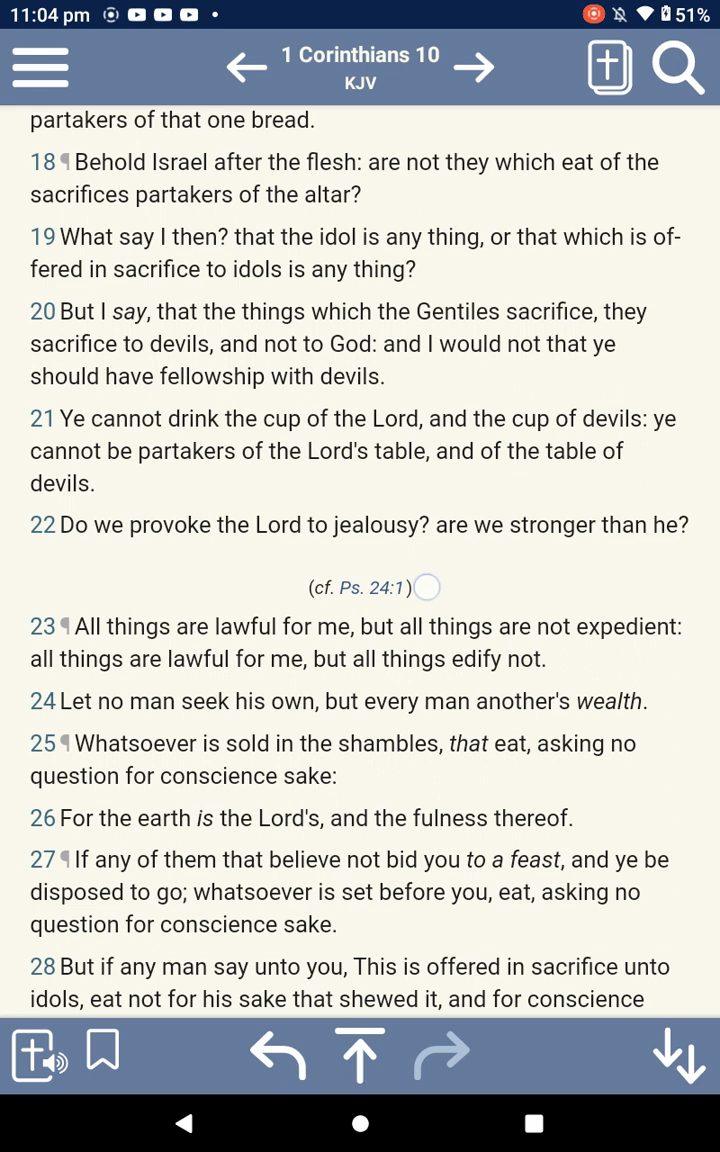 11:04 pm
51%
1 Corinthians 10
KJV
partakers of that one bread.
18 ¶ Behold Israel after the flesh: are not they which eat of the
sacrifices partakers of the altar?
19 What say I then? that the idol is any thing, or that which is of-
fered in sacrifice to idols is any thing?
20 But I say, that the things which the Gentiles sacrifice, they
sacrifice to devils, and not to God: and I would not that ye
should have fellowship with devils.
21 Ye cannot drink the cup of the Lord, and the cup of devils: ye
cannot be partakers of the Lord's table, and of the table of
devils.
22 Do we provoke the Lord to jealousy? are we stronger than he?
(cf. Ps. 24:1)
23 ¶ All things are lawful for me, but all things are not expedient:
all things are lawful for me, but all things edify not.
24 Let no man seek his own, but every man another's wealth.
25 ¶ Whatsoever is sold in the shambles, that eat, asking no
question for conscience sake:
26 For the earth is the Lord's, and the fulness thereof.
27 ¶ If any of them that believe not bid you to a feast, and ye be
disposed to go; whatsoever is set before you, eat, asking no
question for conscience sake.
28 But if any man say unto you, This is offered in sacrifice unto
idols, eat not for his sake that shewed it, and for conscience